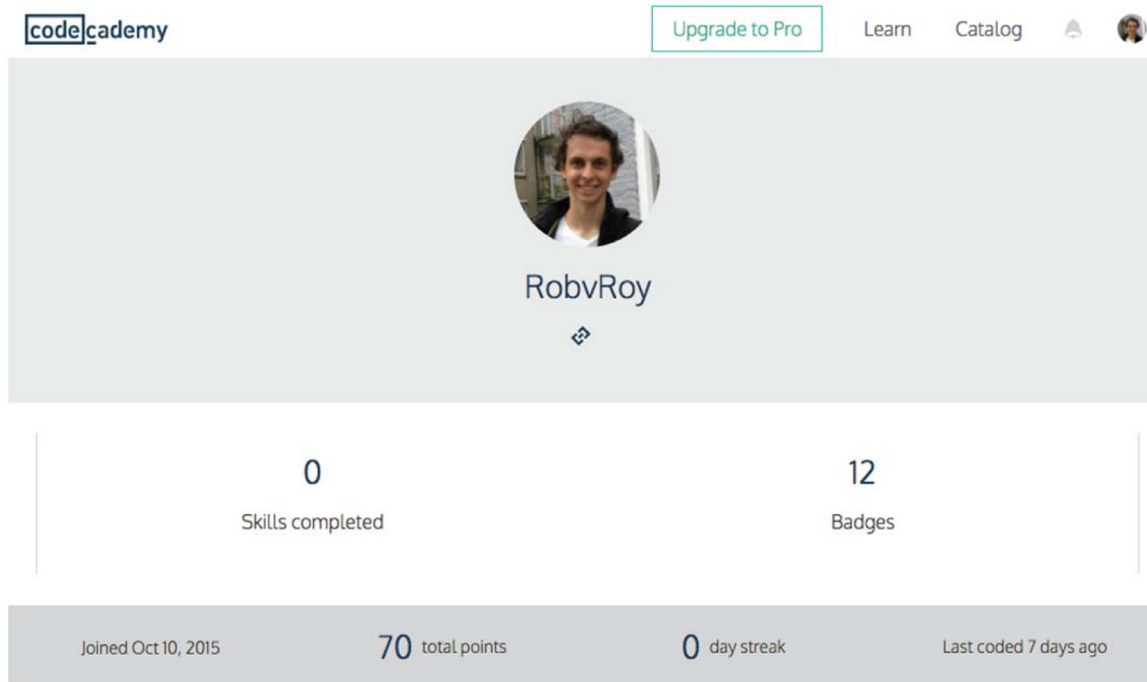 codecademy Upgrade to Pro Learn Catalog
RobvRoy
0 12
Skills completed Badges
Joined Oct 10, 2015 70 total points 0 day streak Last coded 7 days ago